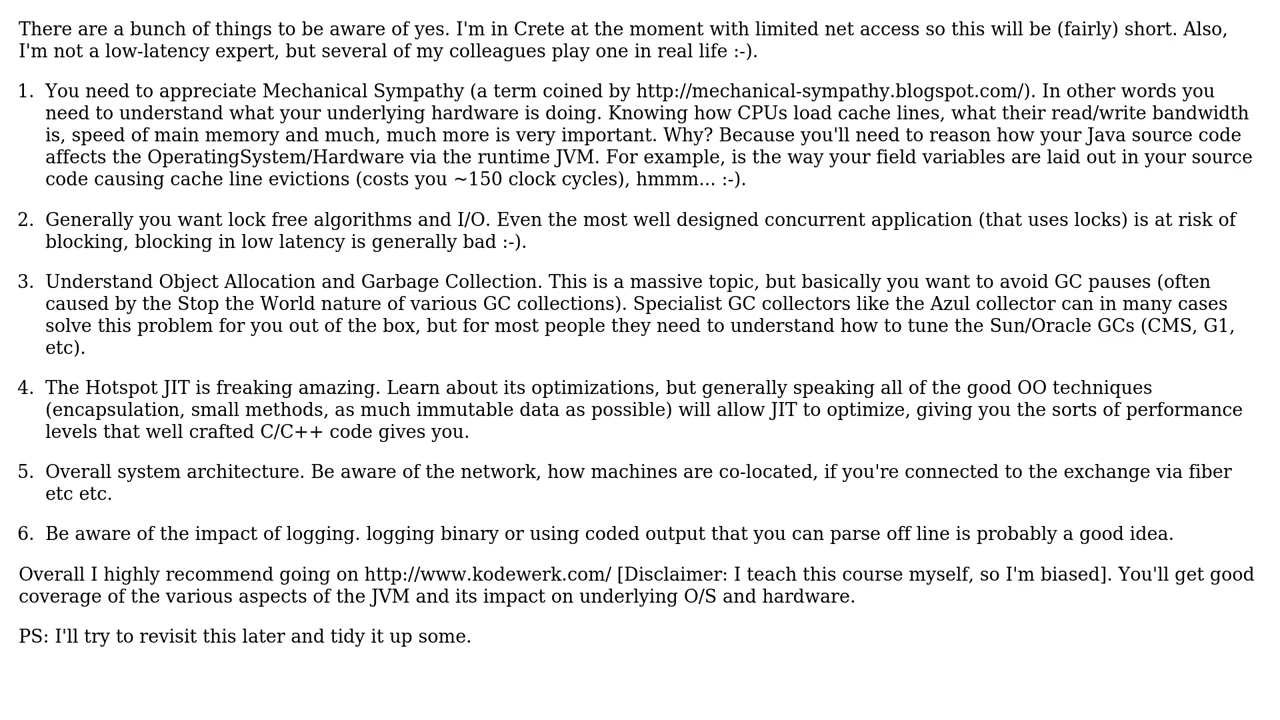 There are a bunch of things to be aware of yes. I'm in Crete at the moment with limited net access so this will be (fairly) short. Also,
I'm not a low-latency expert, but several of my colleagues play one in real life :-).
1. You need to appreciate Mechanical Sympathy (a term coined by http://mechanical-sympathy.blogspot.com/). In other words you
need to understand what your underlying hardware is doing. Knowing how CPUs load cache lines, what their read/write bandwidth
is, speed of main memory and much, much more is very important. Why? Because you'll need to reason how your Java source code
affects the OperatingSystem/Hardware via the runtime JVM. For example, is the way your field variables are laid out in your source
code causing cache line evictions (costs you ~150 clock cycles), hmmm... :-).
2. Generally you want lock free algorithms and I/O. Even the most well designed concurrent application (that uses locks) is at risk of
blocking, blocking in low latency is generally bad :-).
3. Understand Object Allocation and Garbage Collection. This is a massive topic, but basically you want to avoid GC pauses (often
caused by the Stop the World nature of various GC collections). Specialist GC collectors like the Azul collector can in many cases
solve this problem for you out of the box, but for most people they need to understand how to tune the Sun/Oracle GCs (CMS, G1,
etc).
4. The Hotspot JIT is freaking amazing. Learn about its optimizations, but generally speaking all of the good OO techniques
(encapsulation, small methods, as much immutable data as possible) will allow JIT to optimize, giving you the sorts of performance
levels that well crafted C/C++ code gives you.
5. Overall system architecture. Be aware of the network, how machines are co-located, if you're connected to the exchange via fiber
etc etc.
6. Be aware of the impact of logging. logging binary or using coded output that you can parse off line is probably a good idea.
Overall I highly recommend going on http://www.kodewerk.com/ [Disclaimer: I teach this course myself, so I'm biased]. You'll get good
coverage of the various aspects of the JVM and its impact on underlying O/S and hardware.
PS: I'll try to revisit this later and tidy it up some.